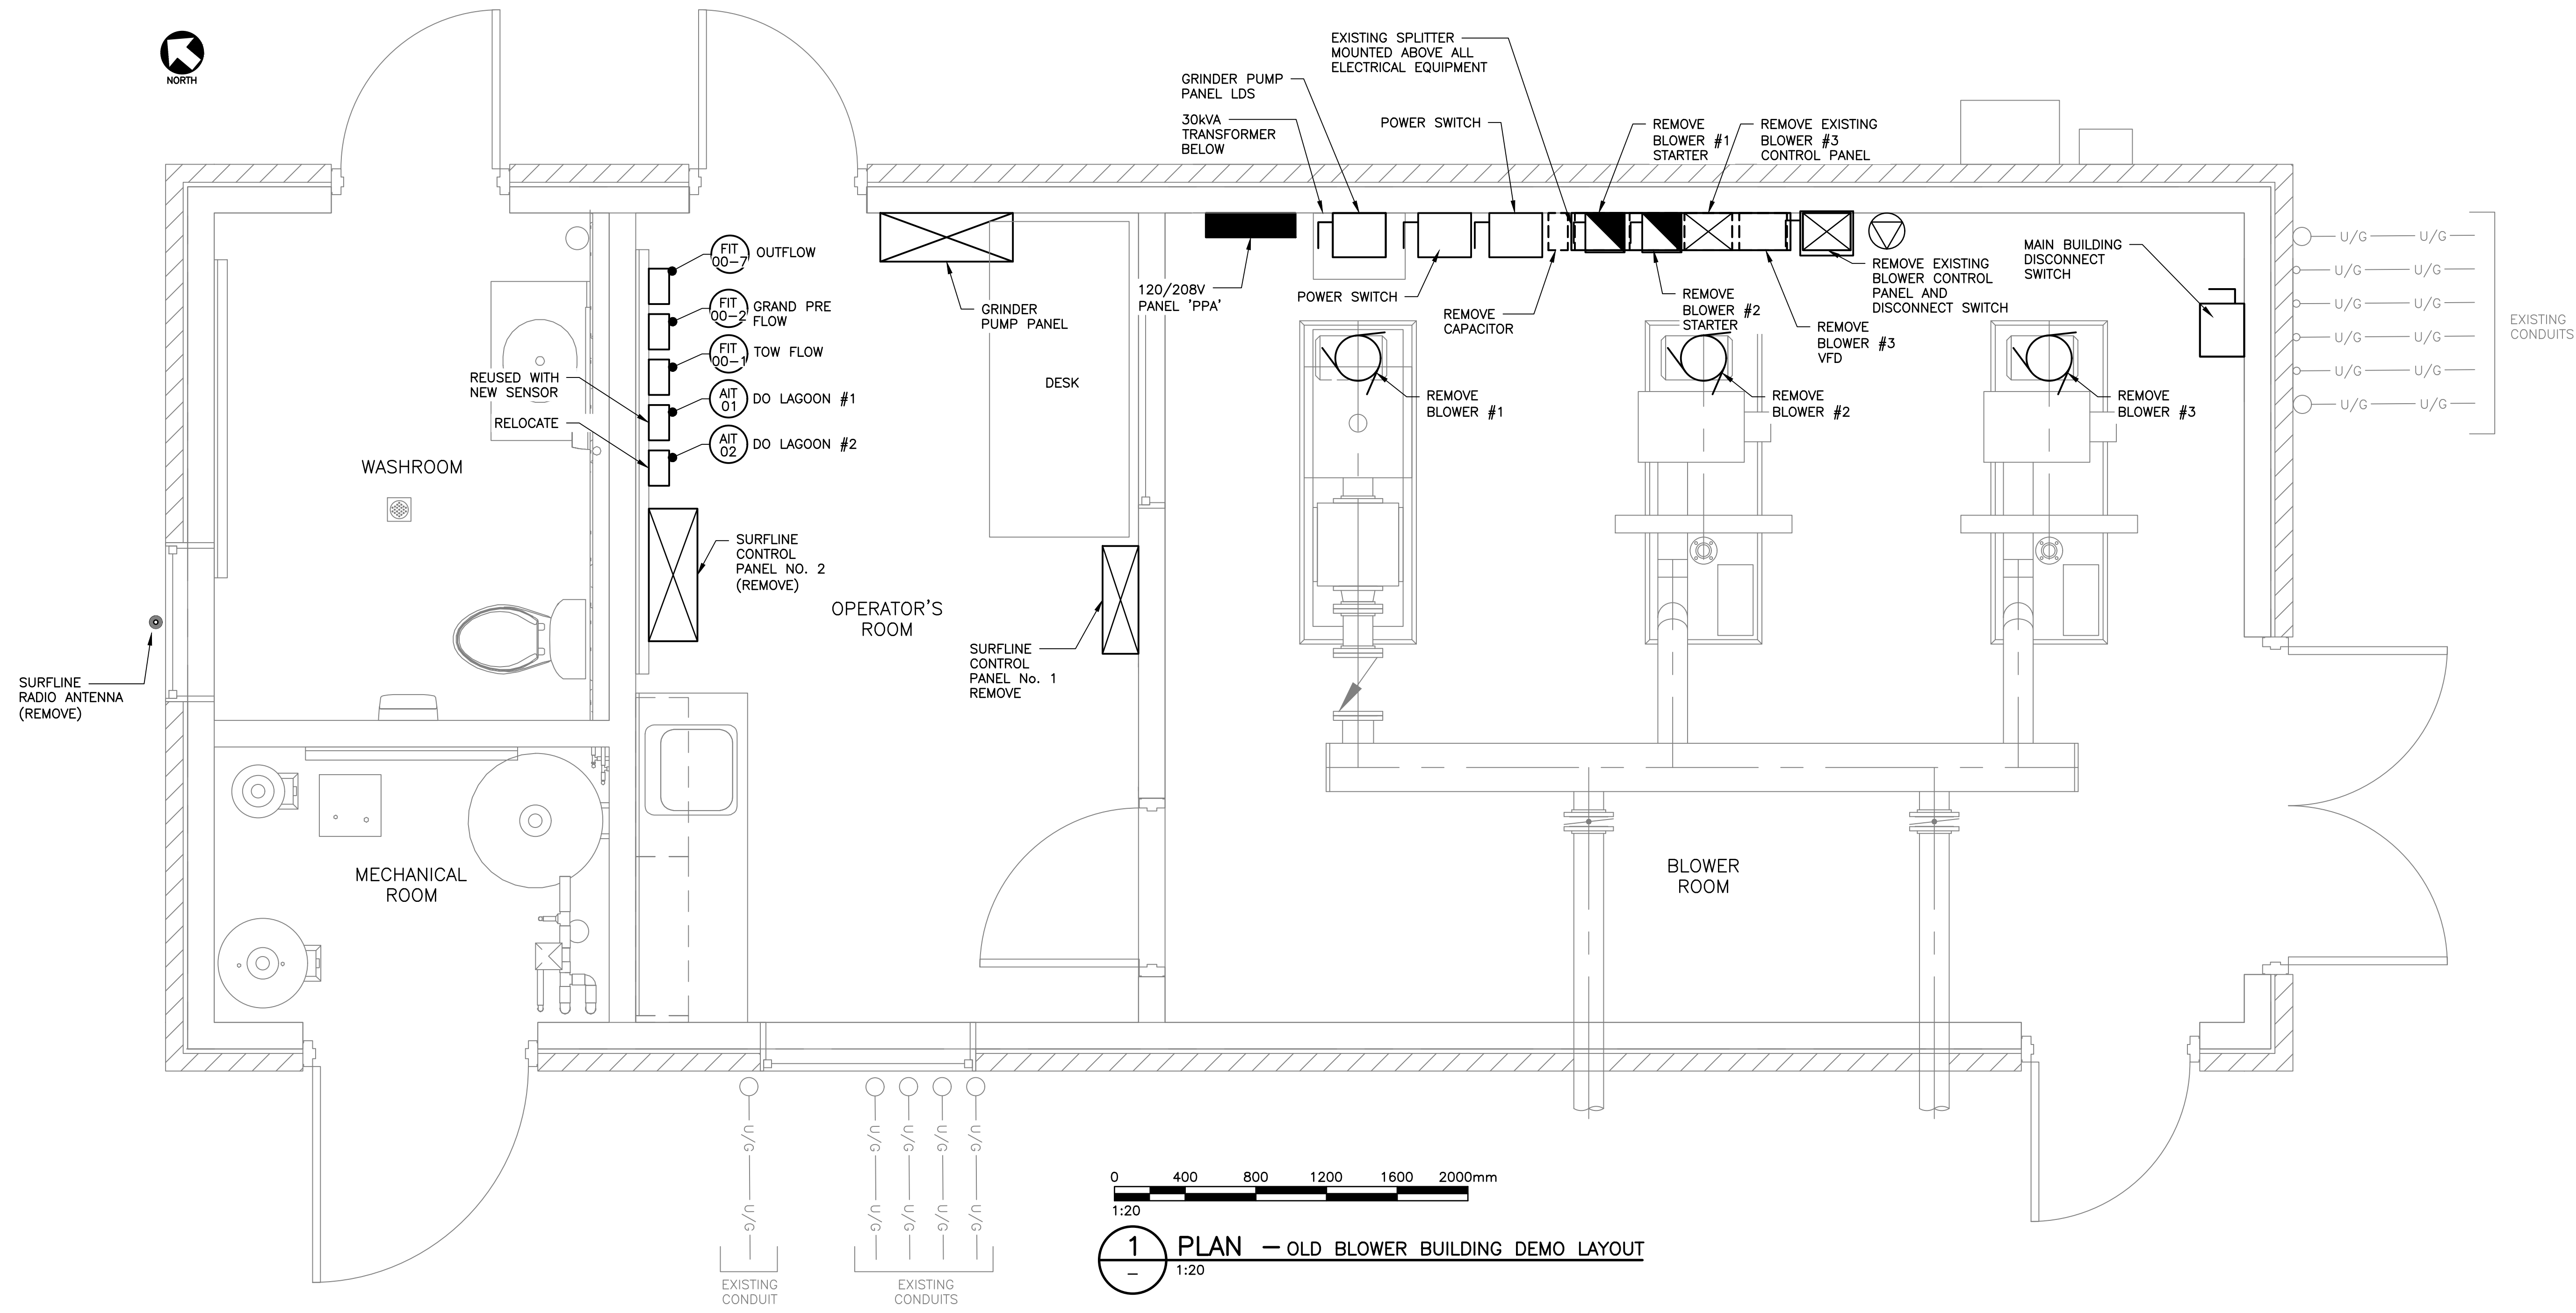 NORTH
EXISTING SPLITTER
MOUNTED ABOVE ALL
ELECTRICAL EQUIPMENT
GRINDER PUMP
PANEL LDS
30kVA
TRANSFORMER
BELOW
POWER SWITCH
REMOVE
BLOWER #1
STARTER
REMOVE EXISTING
BLOWER #3
CONTROL PANEL
FIT
00-7
OUTFLOW
FIT
00-2
GRAND PRE
FLOW
FIT
00-1
TOW FLOW
AIT
01
DO LAGOON #1
AIT
02
DO LAGOON #2
REUSED WITH
NEW SENSOR
RELOCATE
GRINDER
PUMP PANEL
DESK
120/208V
PANEL 'PPA'
POWER SWITCH
REMOVE
CAPACITOR
REMOVE
BLOWER #2
STARTER
REMOVE
BLOWER #3
VFD
REMOVE EXISTING
BLOWER CONTROL
PANEL AND
DISCONNECT SWITCH
MAIN BUILDING
DISCONNECT
SWITCH
U/G U/G
U/G U/G
U/G U/G
U/G U/G
U/G U/G
U/G U/G
EXISTING
CONDUITS
REMOVE
BLOWER #1
REMOVE
BLOWER #2
REMOVE
BLOWER #3
WASHROOM
SURFLINE
CONTROL
PANEL NO. 2
(REMOVE)
OPERATOR'S
ROOM
SURFLINE
CONTROL
PANEL No. 1
REMOVE
SURFLINE
RADIO ANTENNA
(REMOVE)
MECHANICAL
ROOM
BLOWER
ROOM
U/G U/G
U/G U/G
U/G U/G
U/G U/G
U/G U/G
EXISTING
CONDUIT
EXISTING
CONDUITS
0 400 800 1200 1600 2000mm
1:20
1
–
PLAN – OLD BLOWER BUILDING DEMO LAYOUT
1:20